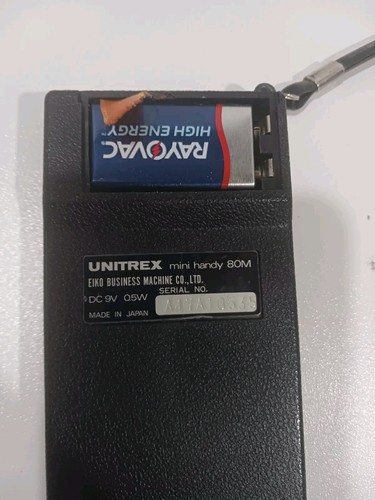 RAYOVAC
HIGH ENERGY
UNITREX mini handy 80M
EIKO BUSINESS MACHINE CO.,LTD.
SERIAL NO.
DC 9V 0.5W
MADE IN JAPAN